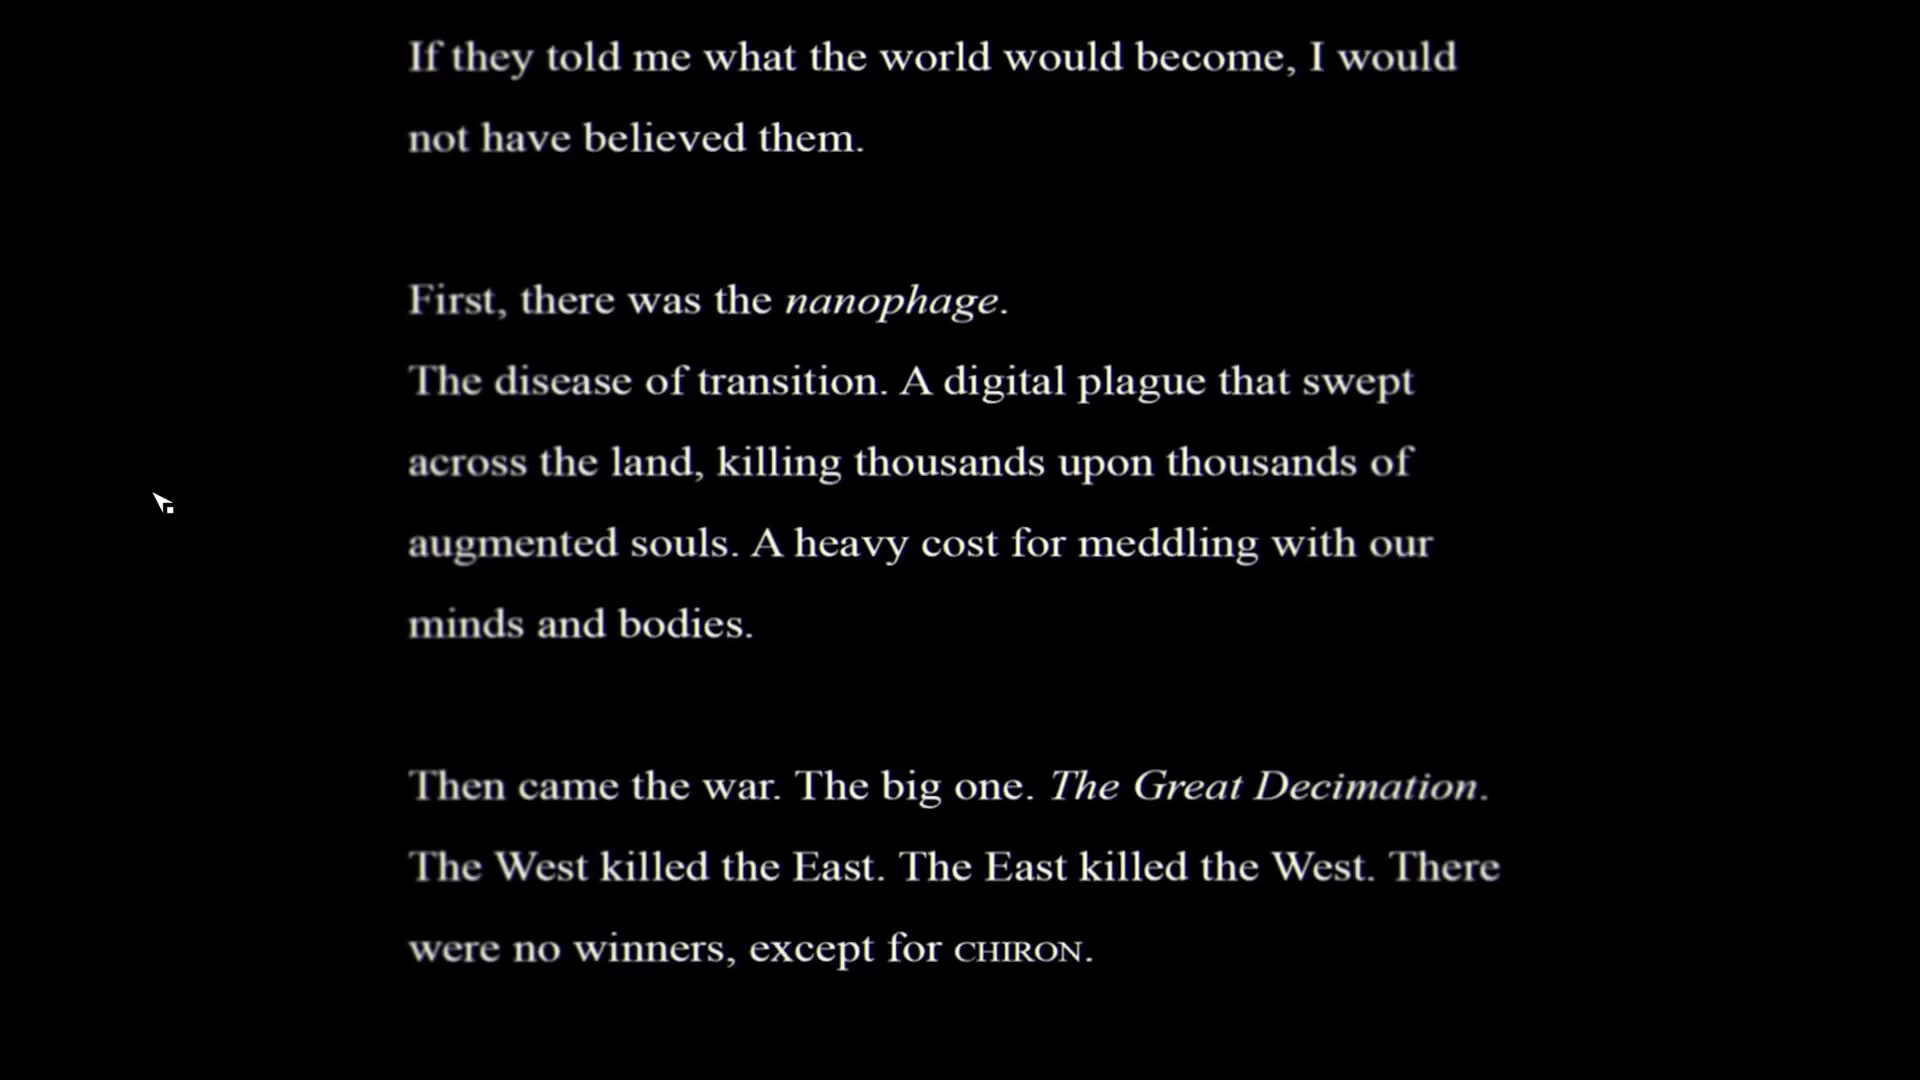 If they told me what the world would become, I would
not have believed them.
First, there was the nanophage.
The disease of transition. A digital plague that swept
across the land, killing thousands upon thousands of
augmented souls. A heavy cost for meddling with our
minds and bodies.
Then came the war. The big one. The Great Decimation.
The West killed the East. The East killed the West. There
were no winners, except for CHIRON.